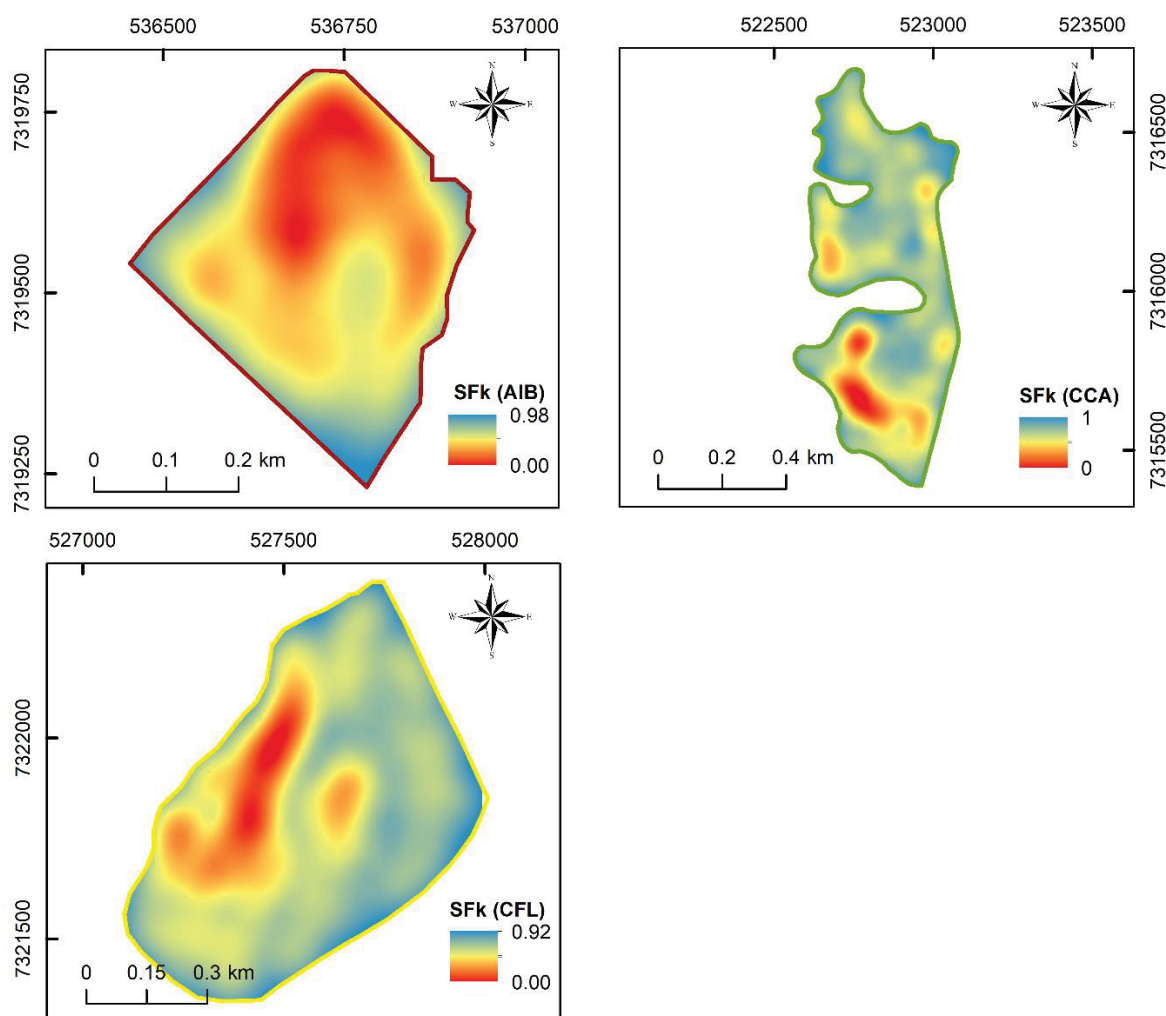 536500 536750 537000
7319750
7319500
7319250
N
W E
S
SFk (AIB)
0.98
0.00
0 0.1 0.2 km
522500 523000 523500
7316500
7316000
7315500
N
W E
S
SFk (CCA)
1
0
0 0.2 0.4 km
527000 527500 528000
7322000
7321500
N
W E
S
SFk (CFL)
0.92
0.00
0 0.15 0.3 km